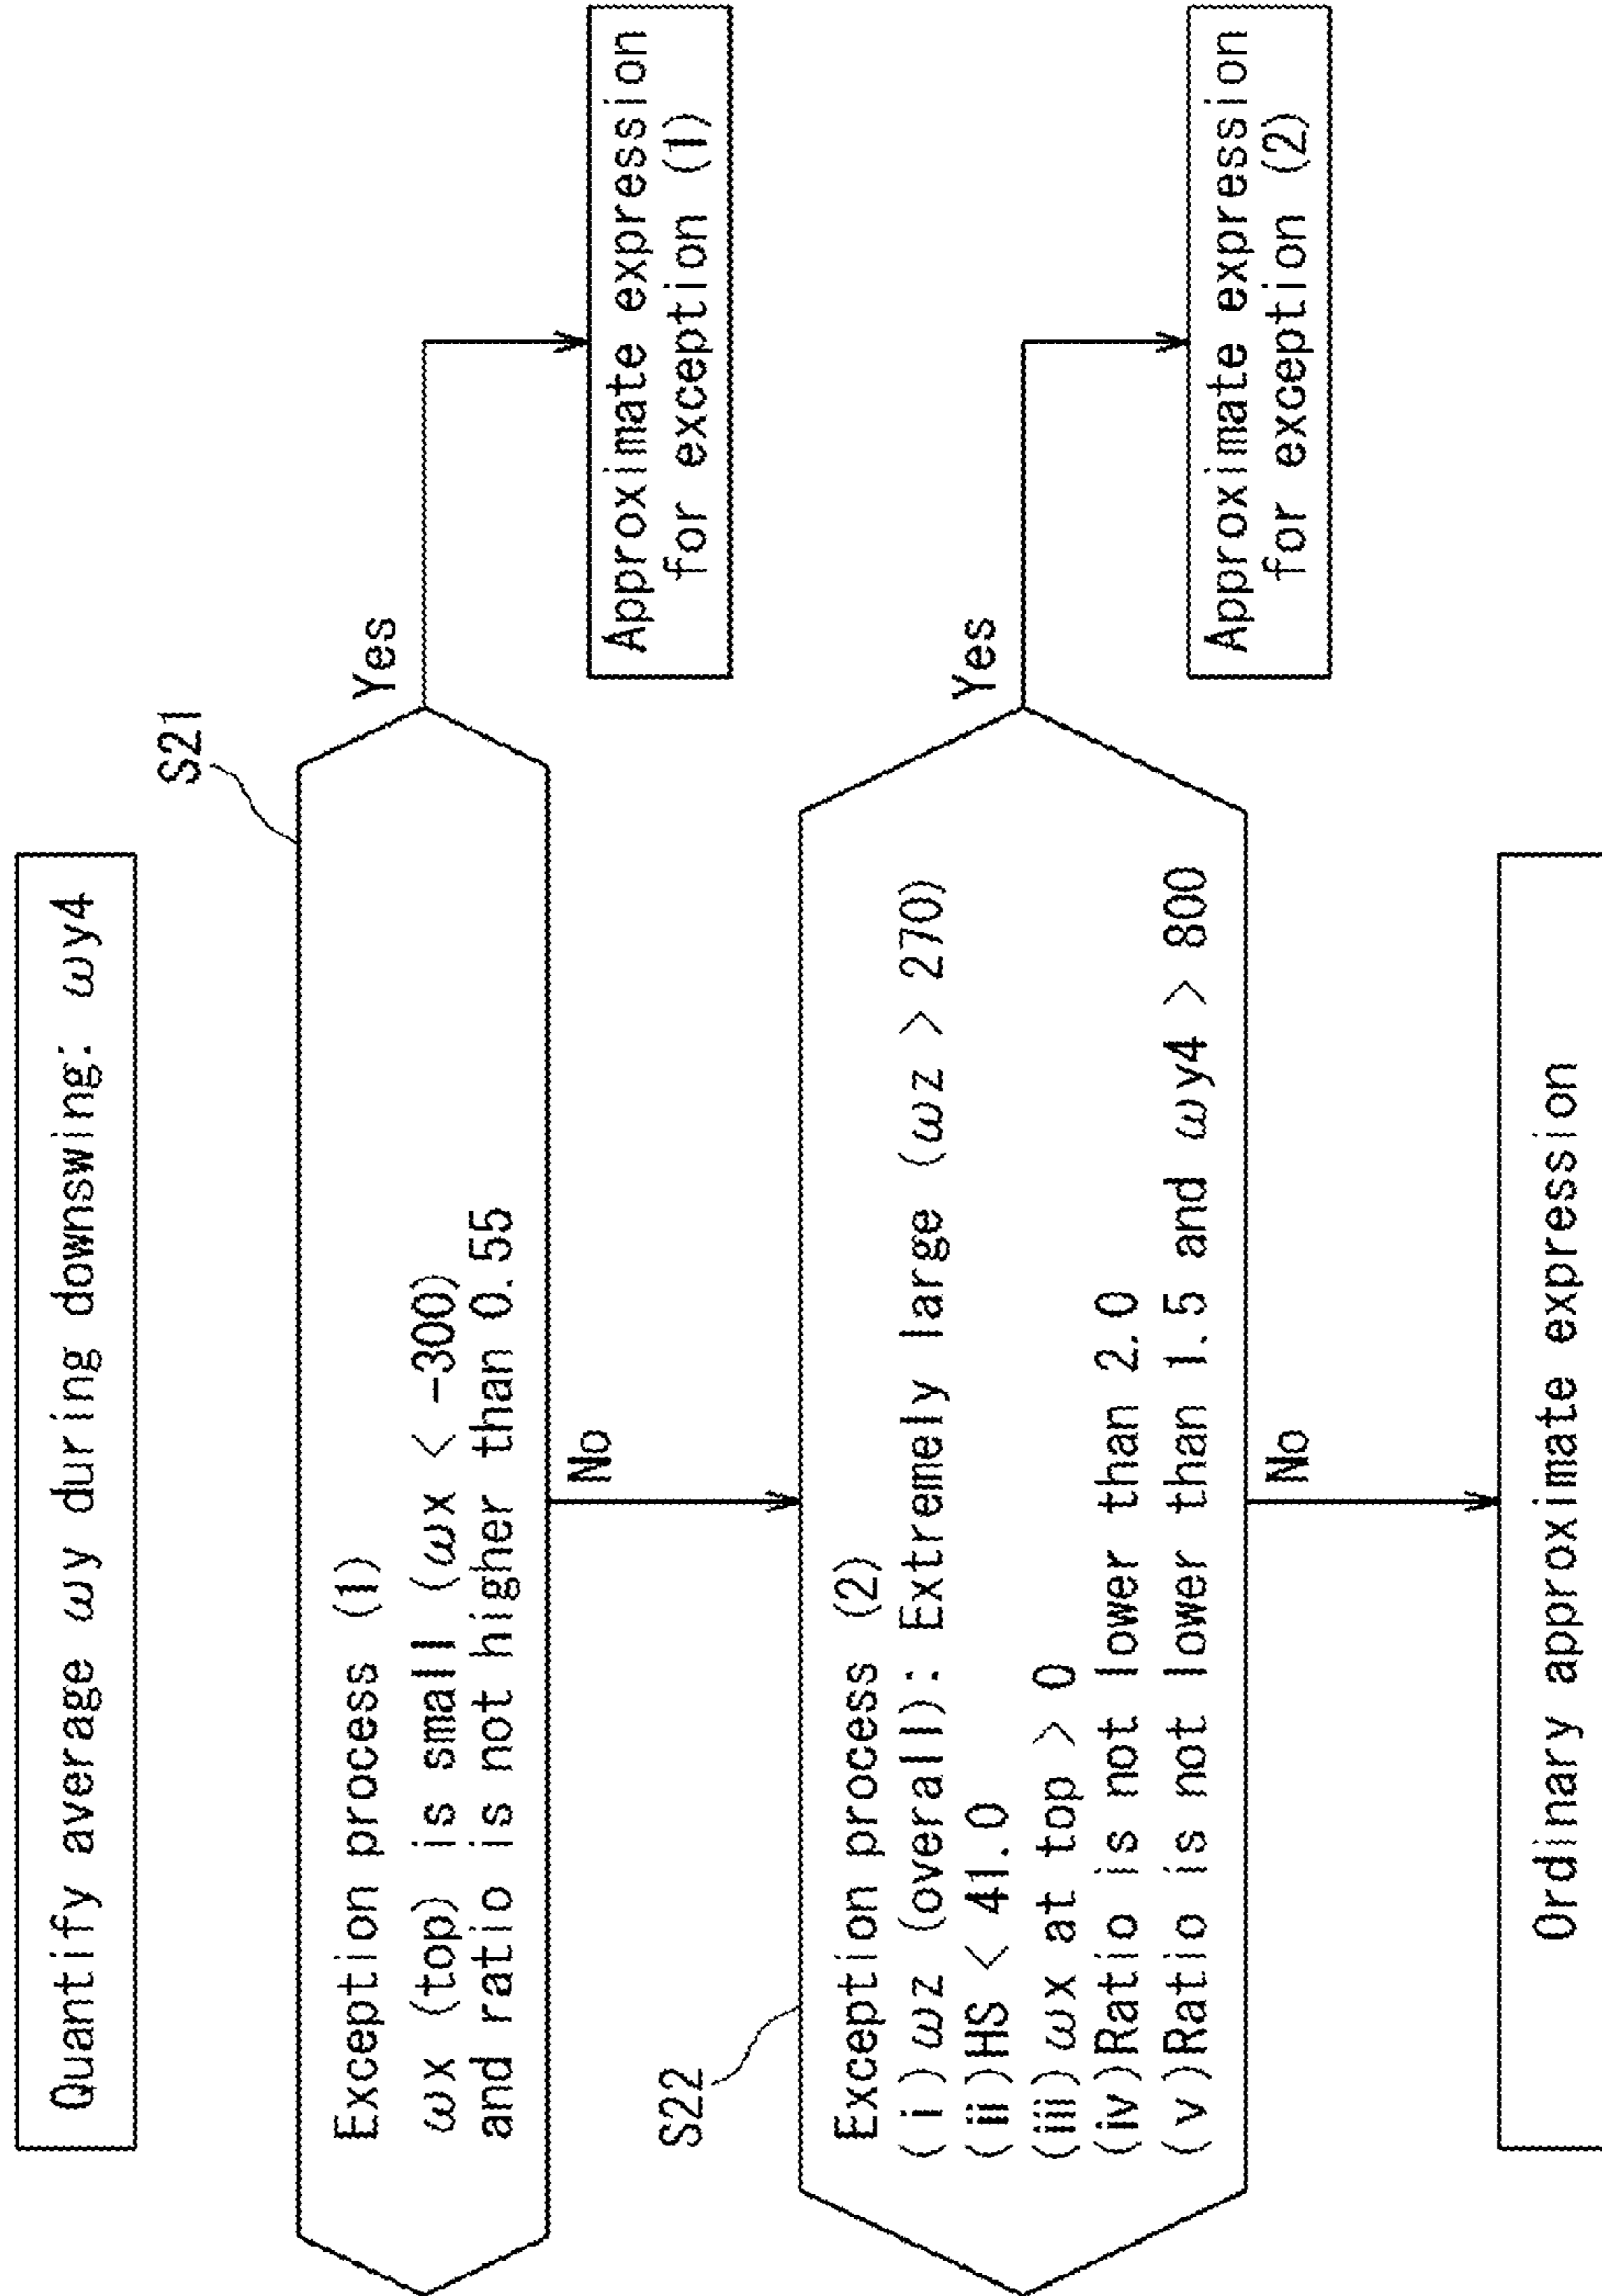 Quantify average ωy during downswing: ωy4
S21
Exception process (1)
ωx (top) is small (ωx < -300)
and ratio is not higher than 0.55
Yes
Approximate expression
for exception (1)
No
S22
Exception process (2)
(i)ωz (overall): Extremely large (ωz > 270)
(ii)HS < 41.0
(iii)ωx at top > 0
(iv)Ratio is not lower than 2.0
(v)Ratio is not lower than 1.5 and ωy4 > 800
Yes
Approximate expression
for exception (2)
No
Ordinary approximate expression